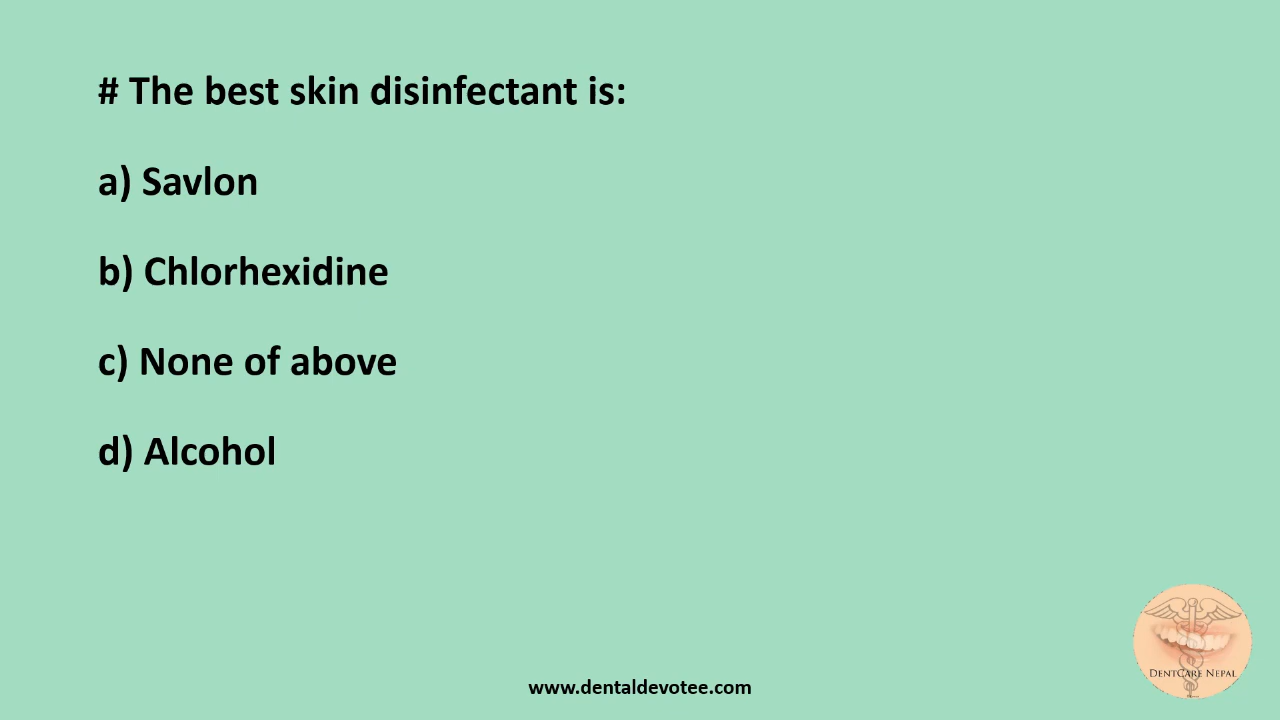 # The best skin disinfectant is:
a) Savlon
b) Chlorhexidine
c) None of above
d) Alcohol
DENTCARE NEPAL
www.dentaldevotee.com